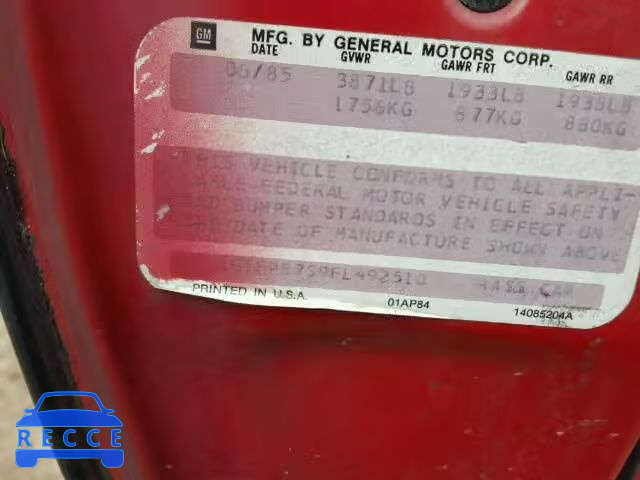 GM
MFG. BY GENERAL MOTORS CORP.
DATE GVWR GAWR FRT GAWR RR
06/85 3871LB 1933LB 1938LB
1756KG 877KG 880KG
THIS VEHICLE CONFORMS TO ALL APPLI-
CABLE FEDERAL MOTOR VEHICLE SAFETY
AND BUMPER STANDARDS IN EFFECT ON
THE DATE OF MANUFACTURE SHOWN ABOVE
PASS CAR
PRINTED IN U.S.A. 01AP84 14085204A
RECCE